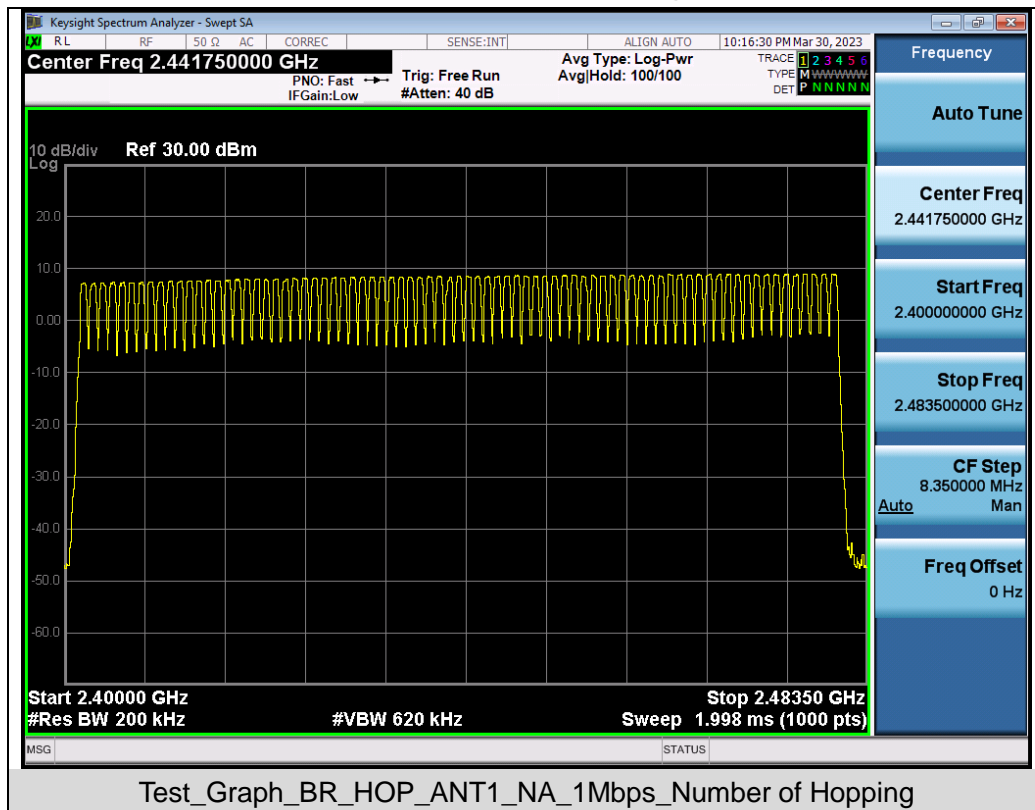 Keysight Spectrum Analyzer - Swept SA
LXI RL RF 50 Ω AC CORREC SENSE:INT ALIGN AUTO 10:16:30 PM Mar 30, 2023
Center Freq 2.441750000 GHz
PNO: Fast
IFGain:Low
Trig: Free Run
#Atten: 40 dB
Avg Type: Log-Pwr
Avg|Hold: 100/100
TRACE 1 2 3 4 5 6
TYPE M WWWWW
DET P N N N N N
10 dB/div Ref 30.00 dBm
Log
20.0
10.0
0.00
-10.0
-20.0
-30.0
-40.0
-50.0
-60.0
Start 2.40000 GHz Stop 2.48350 GHz
#Res BW 200 kHz #VBW 620 kHz Sweep 1.998 ms (1000 pts)
MSG STATUS
Frequency
Auto Tune
Center Freq
2.441750000 GHz
Start Freq
2.400000000 GHz
Stop Freq
2.483500000 GHz
CF Step
8.350000 MHz
Auto Man
Freq Offset
0 Hz
Test_Graph_BR_HOP_ANT1_NA_1Mbps_Number of Hopping